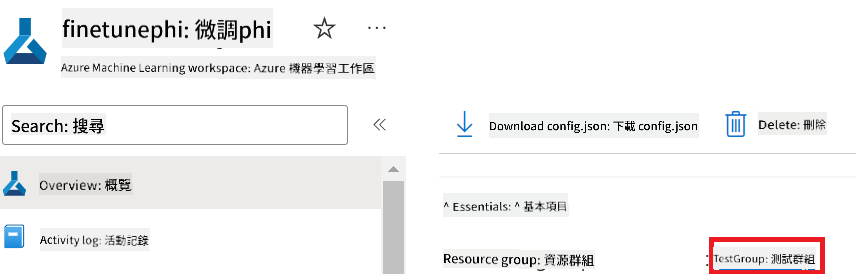 finetunephi: 微調phi
Azure Machine Learning workspace: Azure 機器學習工作區
Search: 搜尋
Overview: 概覽
Activity log: 活動記錄
Download config.json: 下載 config.json
Delete: 刪除
^ Essentials: ^ 基本項目
Resource group: 資源群組 : TestGroup: 測試群組